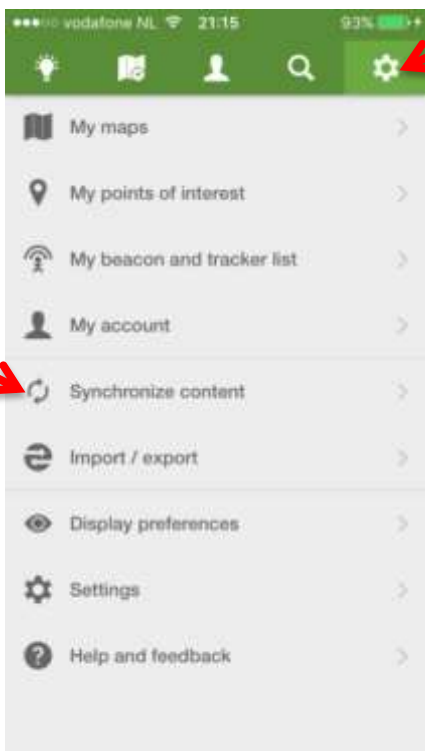 vodafone NL 21:15 93%
My maps
My points of interest
My beacon and tracker list
My account
Synchronize content
Import / export
Display preferences
Settings
Help and feedback